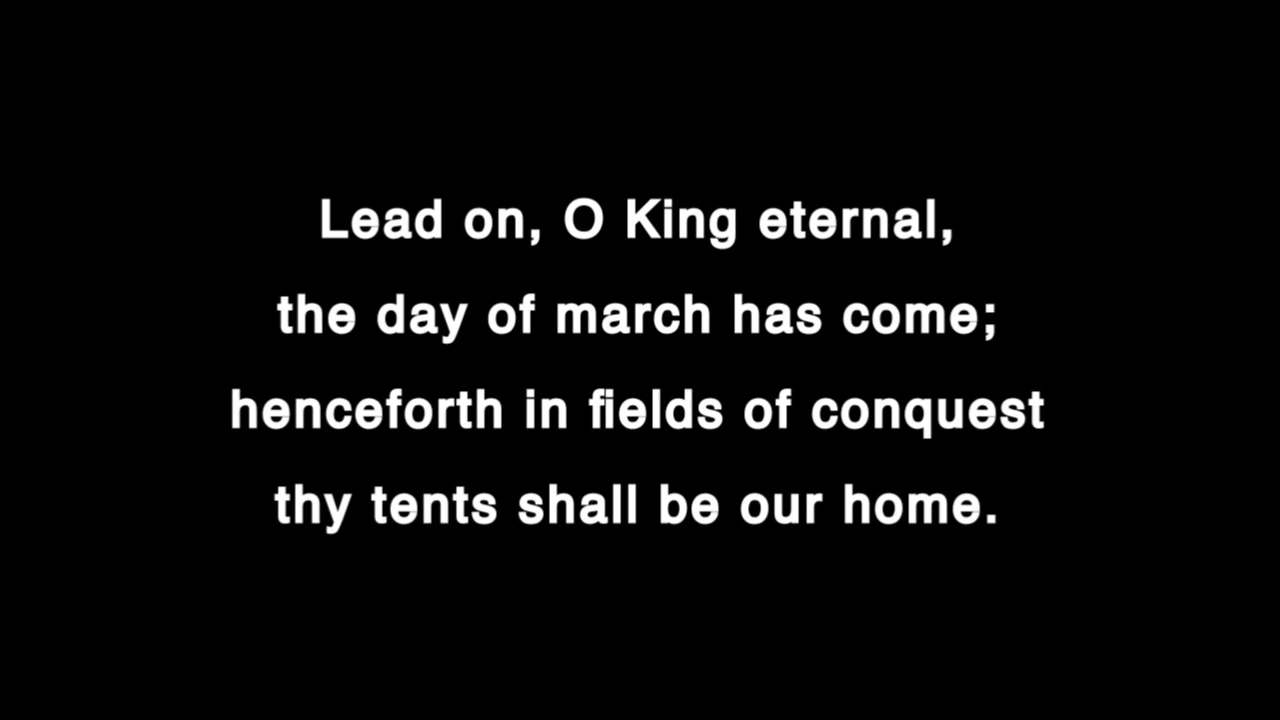 Lead on, O King eternal,
the day of march has come;
henceforth in fields of conquest
thy tents shall be our home.